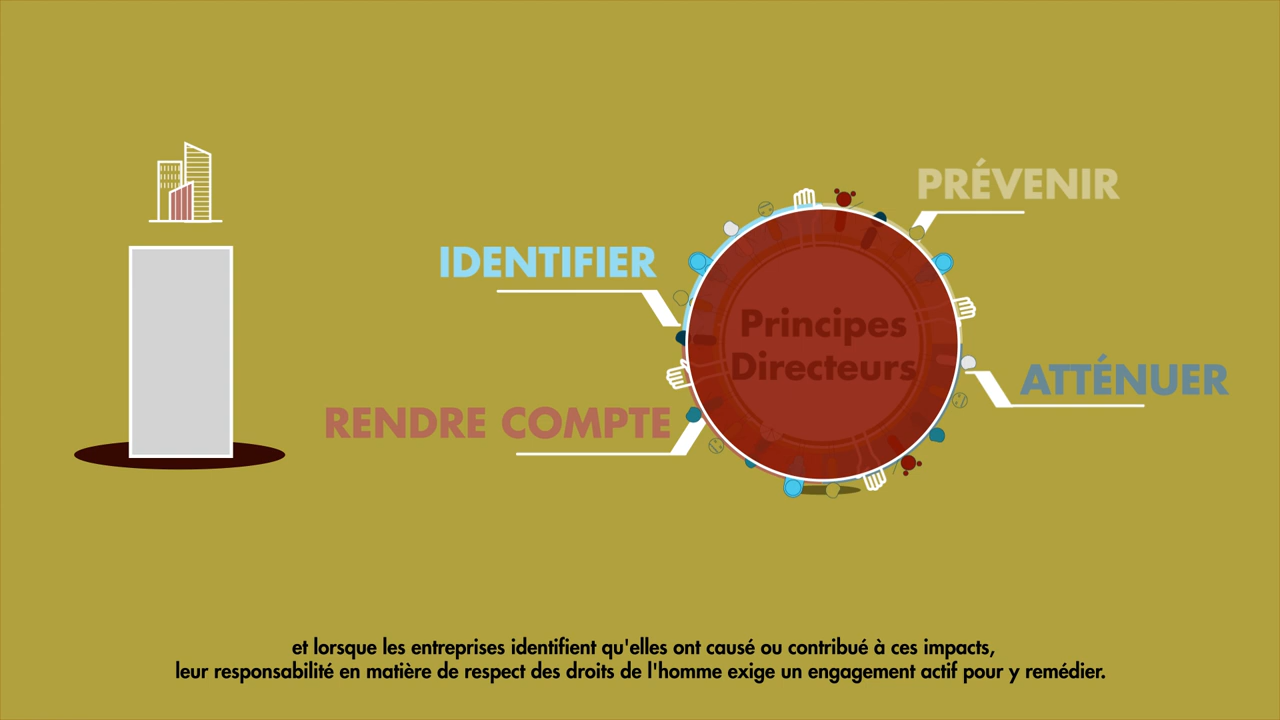 PRÉVENIR
IDENTIFIER
Principes
Directeurs
ATTÉNUER
RENDRE COMPTE
et lorsque les entreprises identifient qu'elles ont causé ou contribué à ces impacts,
leur responsabilité en matière de respect des droits de l'homme exige un engagement actif pour y remédier.